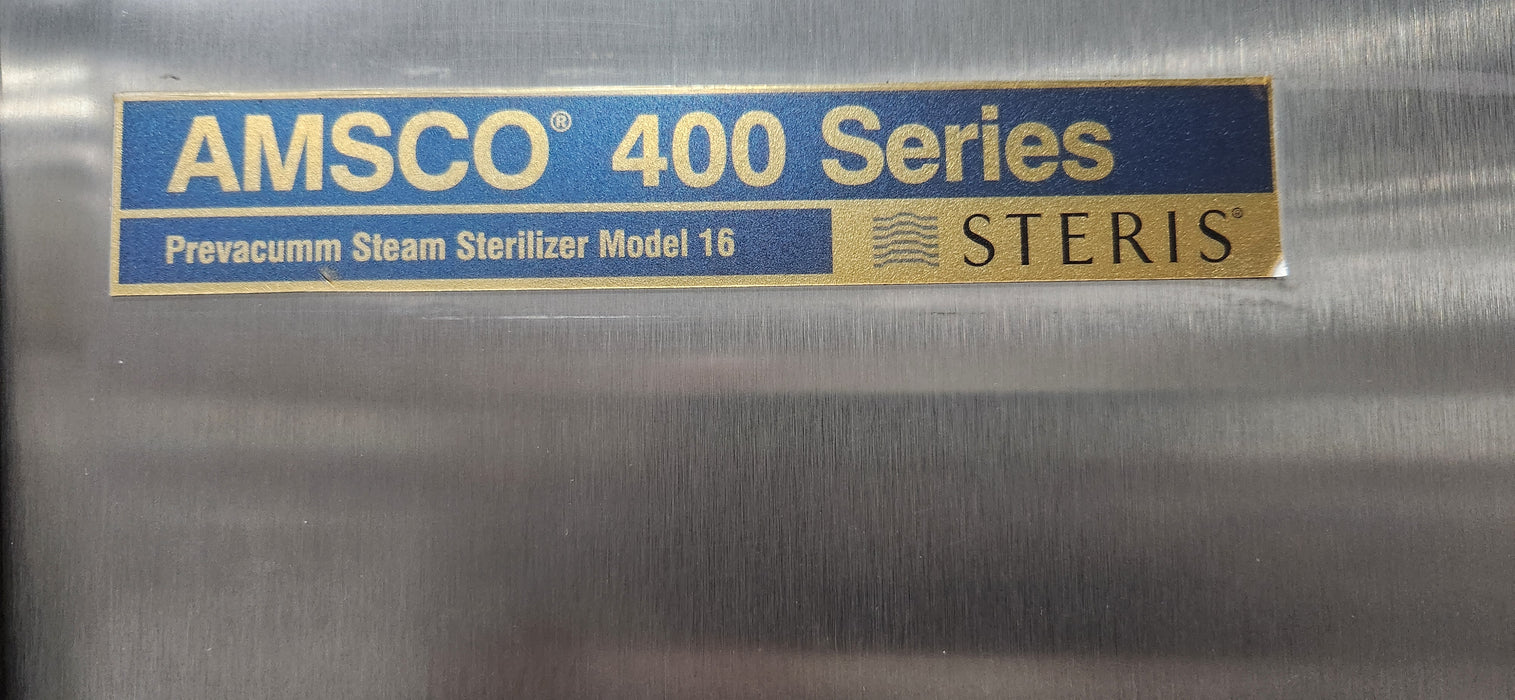 AMSCO® 400 Series
Prevacumm Steam Sterilizer Model 16
STERIS®